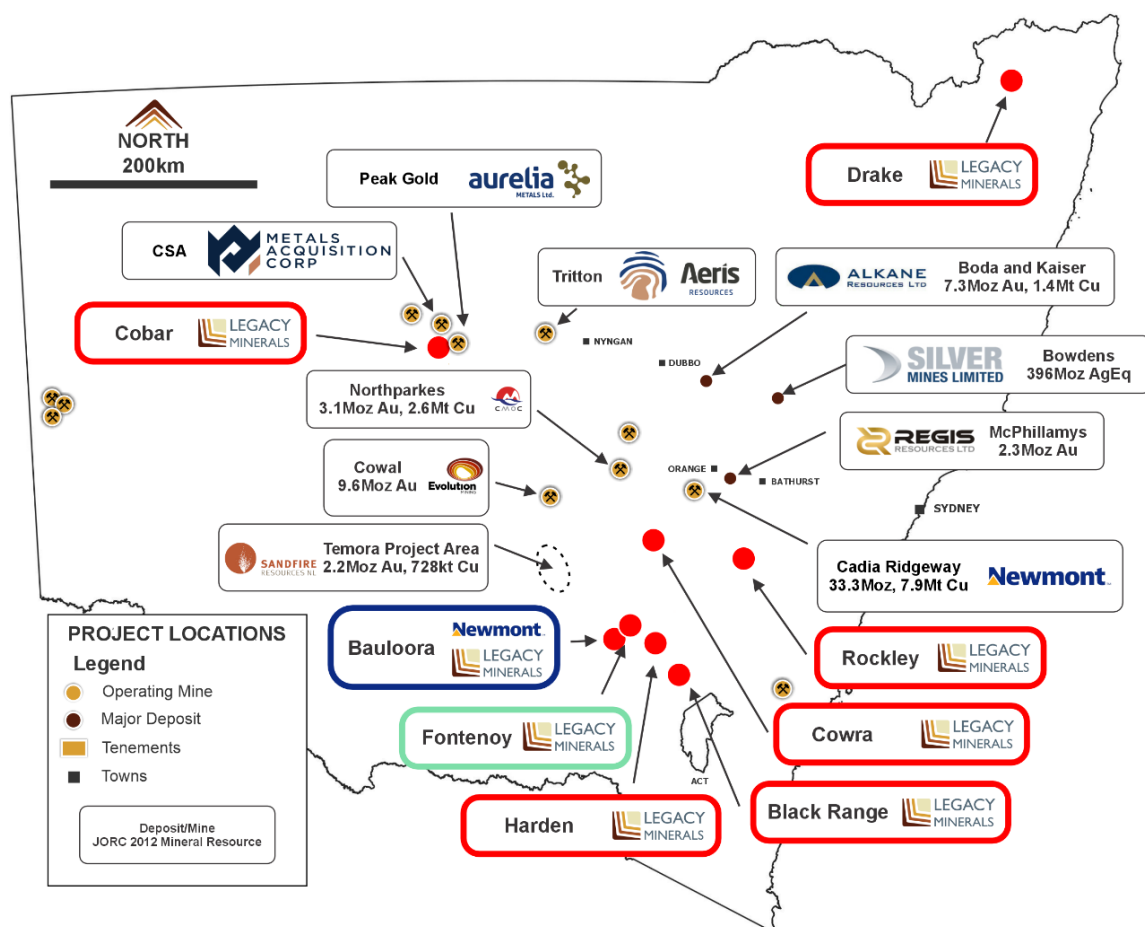 NORTH
200km
Peak Gold
aurelia
METALS Ltd.
CSA
METALS
ACQUISITION
CORP
Cobar
LEGACY
MINERALS
Tritton
Aeris
RESOURCES
Drake
LEGACY
MINERALS
ALKANE
RESOURCES LTD
Boda and Kaiser
7.3Moz Au, 1.4Mt Cu
NYNGAN
DUBBO
SILVER
MINES LIMITED
Bowdens
396Moz AgEq
Northparkes
3.1Moz Au, 2.6Mt Cu
CMOC
REGIS
RESOURCES LTD
McPhillamys
2.3Moz Au
Cowal
9.6Moz Au
Evolution
MINING
ORANGE
BATHURST
SYDNEY
SANDFIRE
RESOURCES NL
Temora Project Area
2.2Moz Au, 728kt Cu
Cadia Ridgeway
33.3Moz, 7.9Mt Cu
Newmont™
Bauloora
Newmont™
LEGACY
MINERALS
Rockley
LEGACY
MINERALS
Fontenoy
LEGACY
MINERALS
Cowra
LEGACY
MINERALS
ACT
Harden
LEGACY
MINERALS
Black Range
LEGACY
MINERALS
PROJECT LOCATIONS
Legend
Operating Mine
Major Deposit
Tenements
Towns
Deposit/Mine
JORC 2012 Mineral Resource